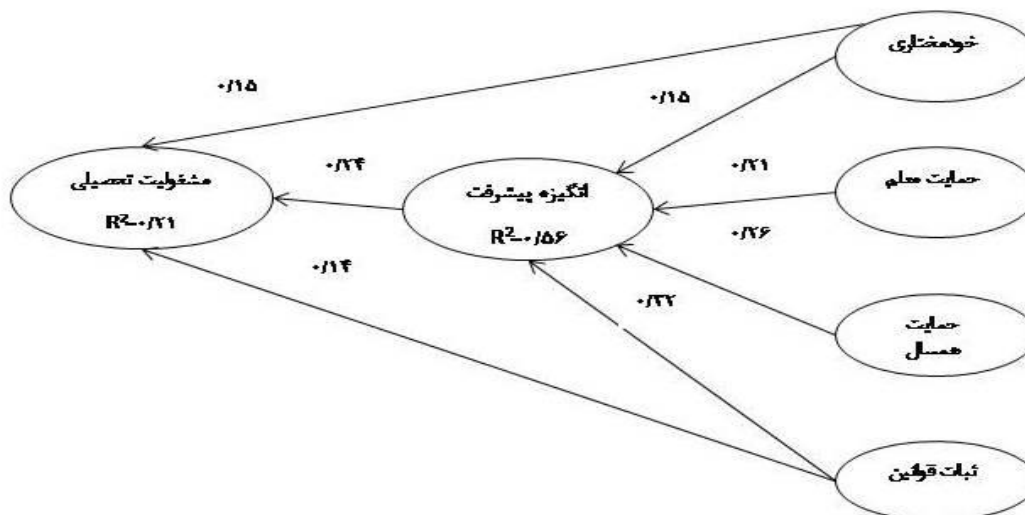 خودمختاری
۰/۱۵
۰/۱۵
حمایت معلم
۰/۲۱
۰/۲۴
انگیزه پیشرفت
مشغولیت تحصیلی
R²=۰/۵۶
R²=۰/۲۱
۰/۲۶
۰/۱۴
۰/۲۲
حمایت
همسال
ثبات قوانین